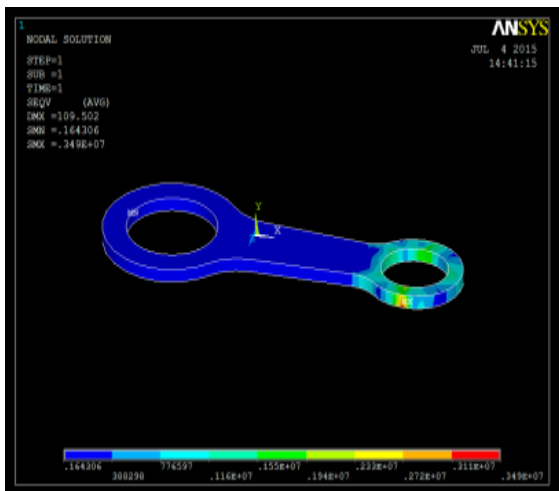 1
NODAL SOLUTION
STEP=1
SUB =1
TIME=1
SEQV (AVG)
DMX =109.502
SMN =.164306
SMX =.349E+07
ANSYS
JUL 4 2015
14:41:15
MN
Y
X
MX
.164306
300290
776597
.116E+07
.155E+07
.194E+07
.233E+07
.272E+07
.311E+07
.349E+07